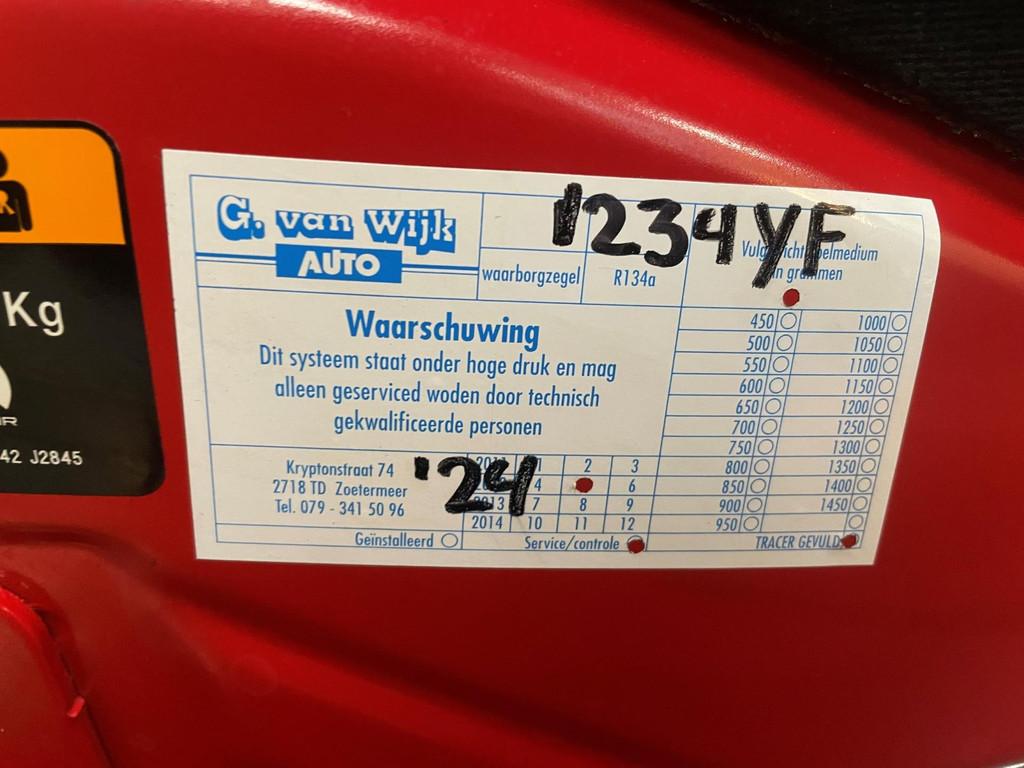 Kg
42 J2845
G. van Wijk
AUTO
1234YF
waarborgzegel
R134a
in grammen
Waarschuwing
Dit systeem staat onder hoge druk en mag
alleen geserviced woden door technisch
gekwalificeerde personen
450 1000
500 1050
550 1100
600 1150
650 1200
700 1250
750 1300
800 1350
850 1400
900 1450
950
Kryptonstraat 74
2718 TD Zoetermeer
Tel. 079 - 341 50 96
'24
1 2 3
4 6
7 8 9
2014 10 11 12
Geïnstalleerd
Service/controle
TRACER GEVULD